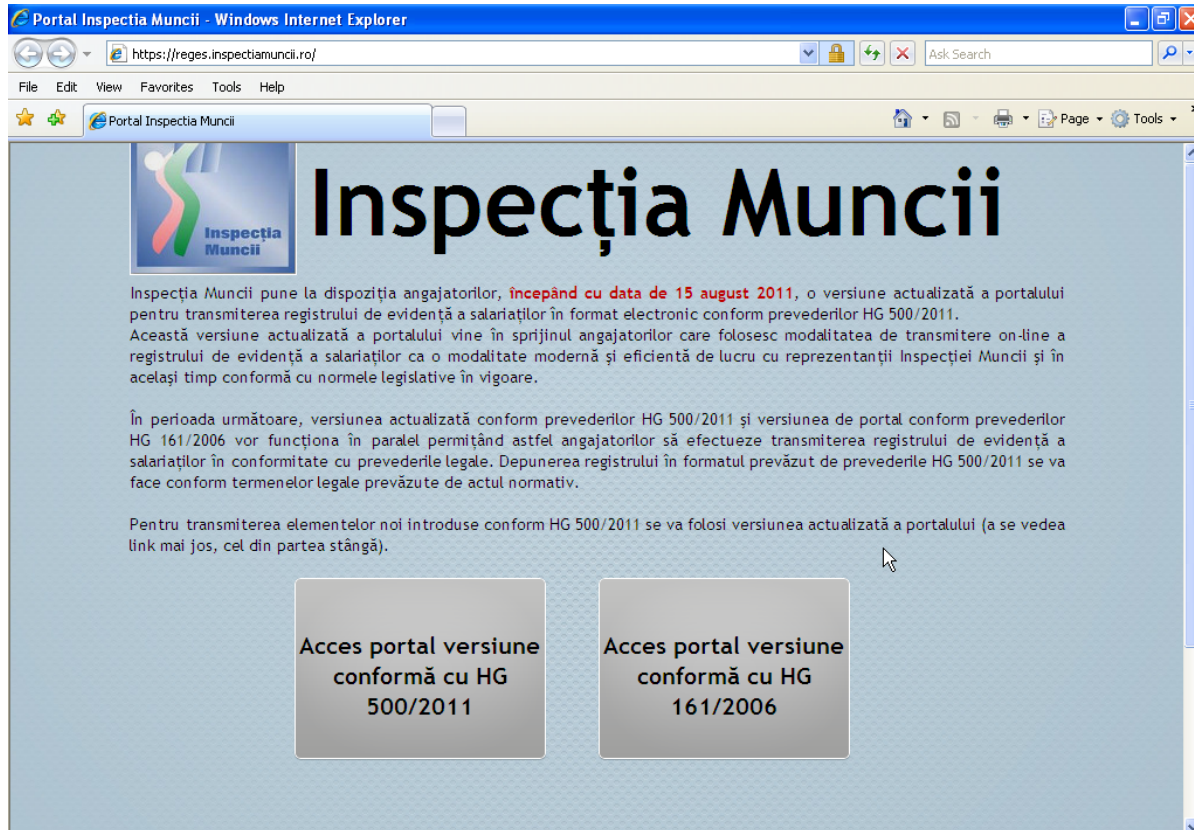 Portal Inspectia Muncii - Windows Internet Explorer
https://reges.inspectiamuncii.ro/
Ask Search
File Edit View Favorites Tools Help
Portal Inspectia Muncii
Page Tools
Inspecția
Muncii
Inspecția Muncii
Inspecția Muncii pune la dispoziția angajatorilor, începând cu data de 15 august 2011, o versiune actualizată a portalului
pentru transmiterea registrului de evidență a salariaților în format electronic conform prevederilor HG 500/2011.
Această versiune actualizată a portalului vine în sprijinul angajatorilor care folosesc modalitatea de transmitere on-line a
registrului de evidență a salariaților ca o modalitate modernă și eficientă de lucru cu reprezentanții Inspecției Muncii și în
același timp conformă cu normele legislative în vigoare.
În perioada următoare, versiunea actualizată conform prevederilor HG 500/2011 și versiunea de portal conform prevederilor
HG 161/2006 vor funcționa în paralel permițând astfel angajatorilor să efectueze transmiterea registrului de evidență a
salariaților în conformitate cu prevederile legale. Depunerea registrului în formatul prevăzut de prevederile HG 500/2011 se va
face conform termenelor legale prevăzute de actul normativ.
Pentru transmiterea elementelor noi introduse conform HG 500/2011 se va folosi versiunea actualizată a portalului (a se vedea
link mai jos, cel din partea stângă).
Acces portal versiune
conformă cu HG
500/2011
Acces portal versiune
conformă cu HG
161/2006